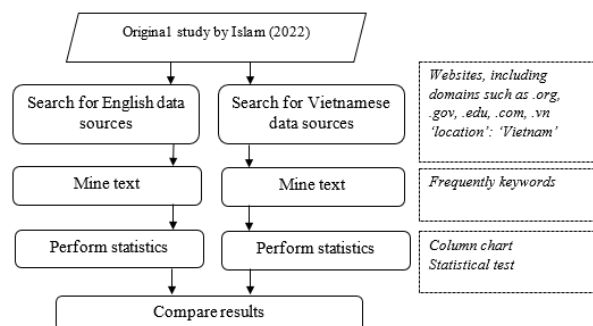 Original study by Islam (2022)
Search for English data
sources
Search for Vietnamese
data sources
Websites, including
domains such as .org,
.gov, .edu, .com, .vn
‘location’: ‘Vietnam’
Mine text
Mine text
Frequently keywords
Perform statistics
Perform statistics
Column chart
Statistical test
Compare results